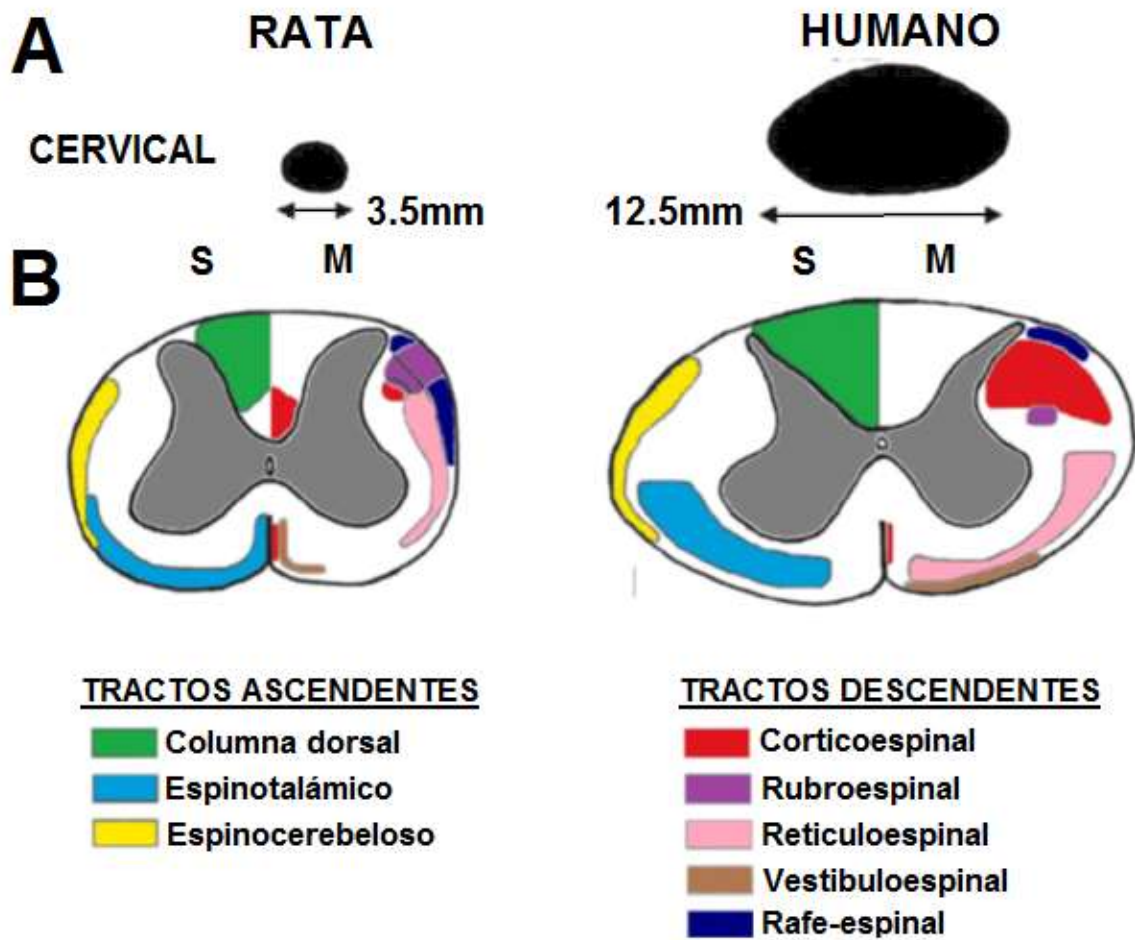 A
RATA
HUMANO
CERVICAL
3.5mm
12.5mm
B
S
M
S
M
TRACTOS ASCENDENTES
Columna dorsal
Espinotalámico
Espinocerebeloso
TRACTOS DESCENDENTES
Corticoespinal
Rubroespinal
Reticuloespinal
Vestibuloespinal
Rafe-espinal